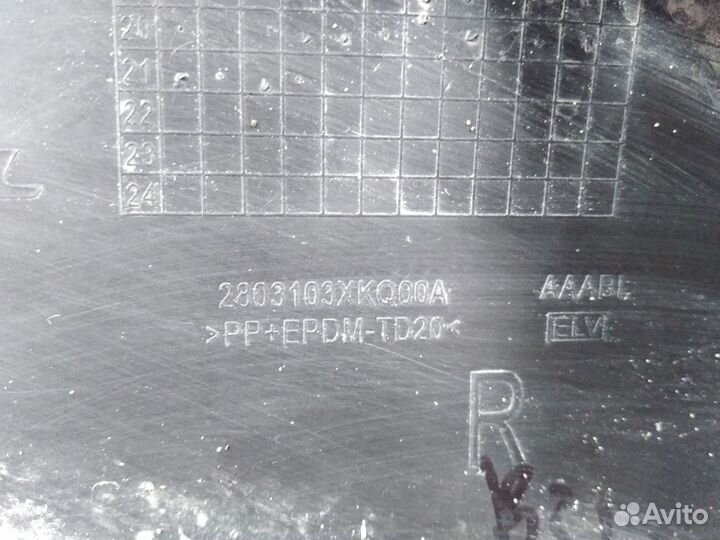 20
21
22
23
24
2803103XKQ00A
AAABL
>PP+EPDM-TD20<
ELV
R
Avito